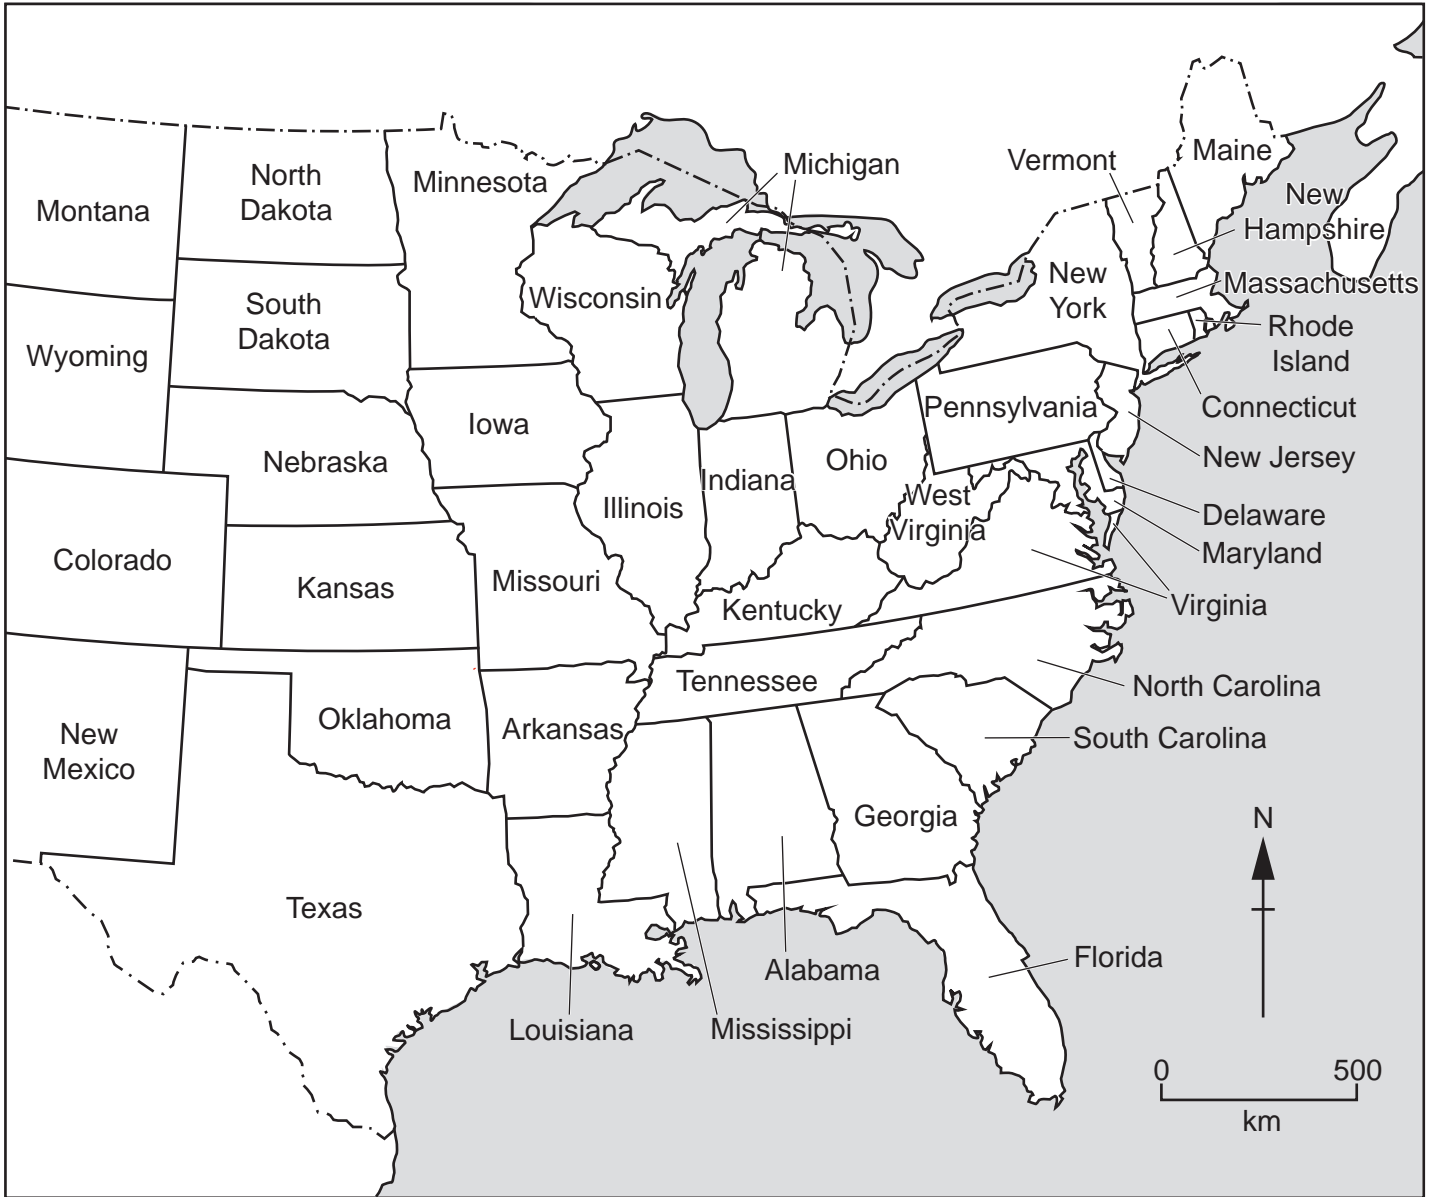 Maine
Vermont
Michigan
North
Dakota
Minnesota
Montana
New
Hampshire
Massachusetts
New
York
Wisconsin
South
Dakota
Wyoming
Rhode
Island
Connecticut
Pennsylvania
Iowa
Nebraska
Ohio
Indiana
Illinois
New Jersey
West
Virginia
Delaware
Maryland
Colorado
Kansas
Missouri
Kentucky
Virginia
Tennessee
North Carolina
Oklahoma
Arkansas
New
Mexico
South Carolina
Georgia
N
Texas
Florida
Alabama
Louisiana
Mississippi
0 500
km